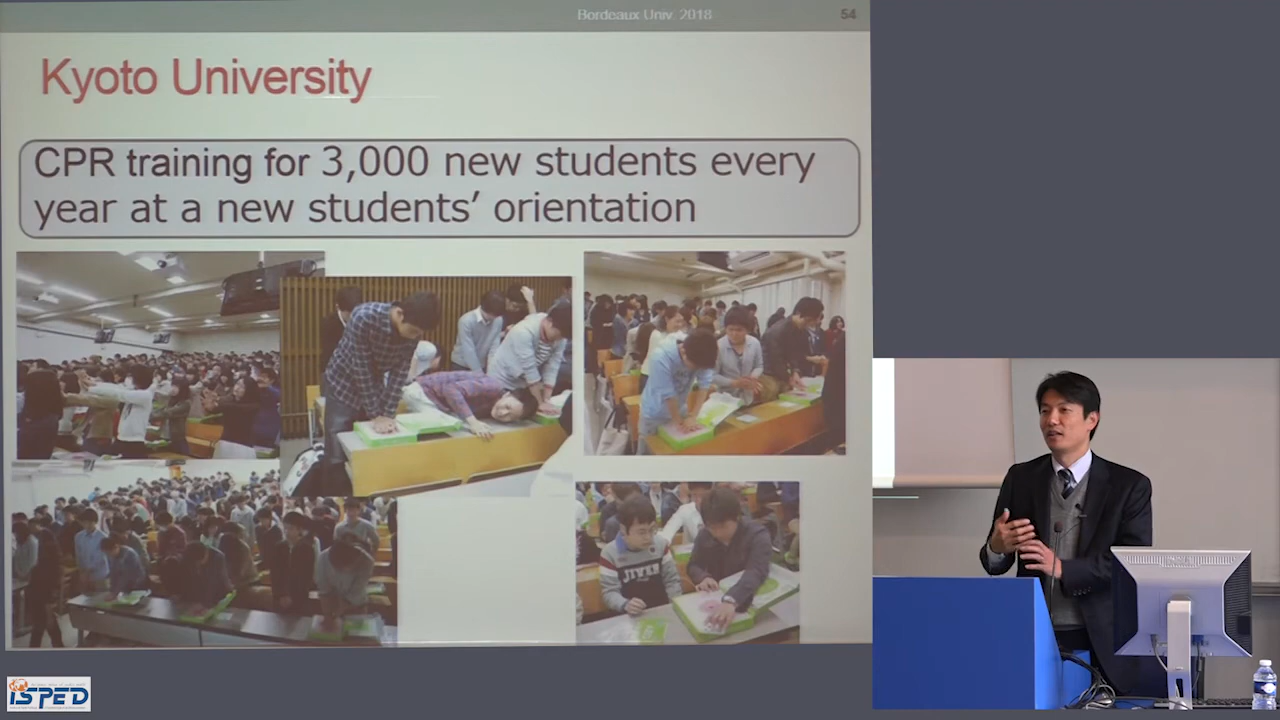 Bordeaux Univ. 2018
54
Kyoto University
CPR training for 3,000 new students every
year at a new students’ orientation
ISPED